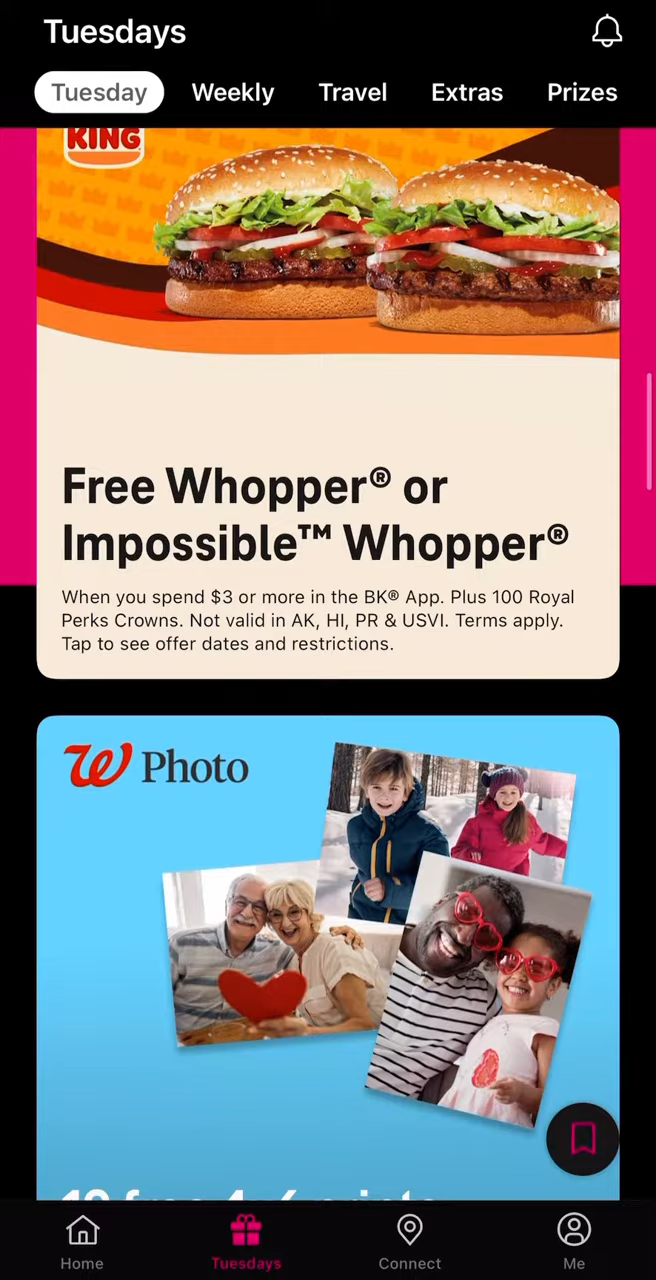 Tuesdays
Tuesday Weekly Travel Extras Prizes
KING
Free Whopper® or
Impossible™ Whopper®
When you spend $3 or more in the BK® App. Plus 100 Royal
Perks Crowns. Not valid in AK, HI, PR & USVI. Terms apply.
Tap to see offer dates and restrictions.
W Photo
Home Tuesdays Connect Me